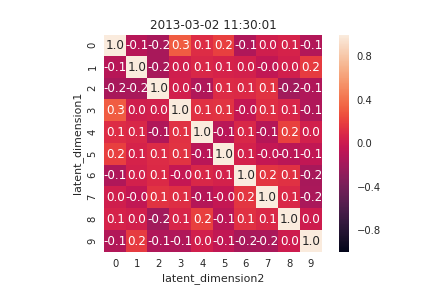 2013-03-02 11:30:01
latent_dimension1
0 1.0 -0.1 -0.2 0.3 0.1 0.2 -0.1 0.0 0.1 -0.1
1 -0.1 1.0 -0.2 0.0 0.1 0.1 0.0 -0.0 0.0 0.2
2 -0.2 -0.2 1.0 0.0 -0.1 0.1 0.1 0.1 -0.2 -0.1
3 0.3 0.0 0.0 1.0 0.1 0.1 -0.0 0.1 0.1 -0.1
4 0.1 0.1 -0.1 0.1 1.0 -0.1 0.1 -0.1 0.2 0.0
5 0.2 0.1 0.1 0.1 -0.1 1.0 0.1 -0.0 -0.1 -0.1
6 -0.1 0.0 0.1 -0.0 0.1 0.1 1.0 0.2 0.1 -0.2
7 0.0 -0.0 0.1 0.1 -0.1 -0.0 0.2 1.0 0.1 -0.2
8 0.1 0.0 -0.2 0.1 0.2 -0.1 0.1 0.1 1.0 0.0
9 -0.1 0.2 -0.1 -0.1 0.0 -0.1 -0.2 -0.2 0.0 1.0
0 1 2 3 4 5 6 7 8 9
latent_dimension2
0.8
0.4
0.0
−0.4
−0.8